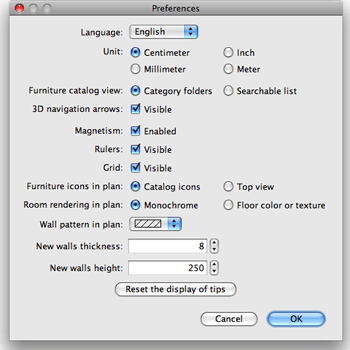 Preferences
Language: English
Unit: Centimeter Inch
Millimeter Meter
Furniture catalog view: Category folders Searchable list
3D navigation arrows: Visible
Magnetism: Enabled
Rulers: Visible
Grid: Visible
Furniture icons in plan: Catalog icons Top view
Room rendering in plan: Monochrome Floor color or texture
Wall pattern in plan:
New walls thickness: 8
New walls height: 250
Reset the display of tips
Cancel OK